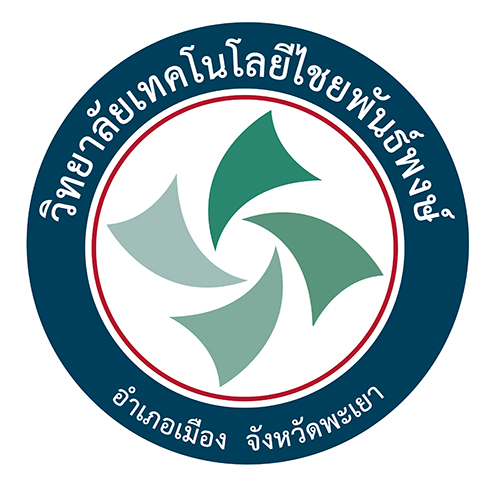 วิทยาลัยเทคโนโลยีไชยพันธ์พงษ์
อำเภอเมือง จังหวัดพะเยา